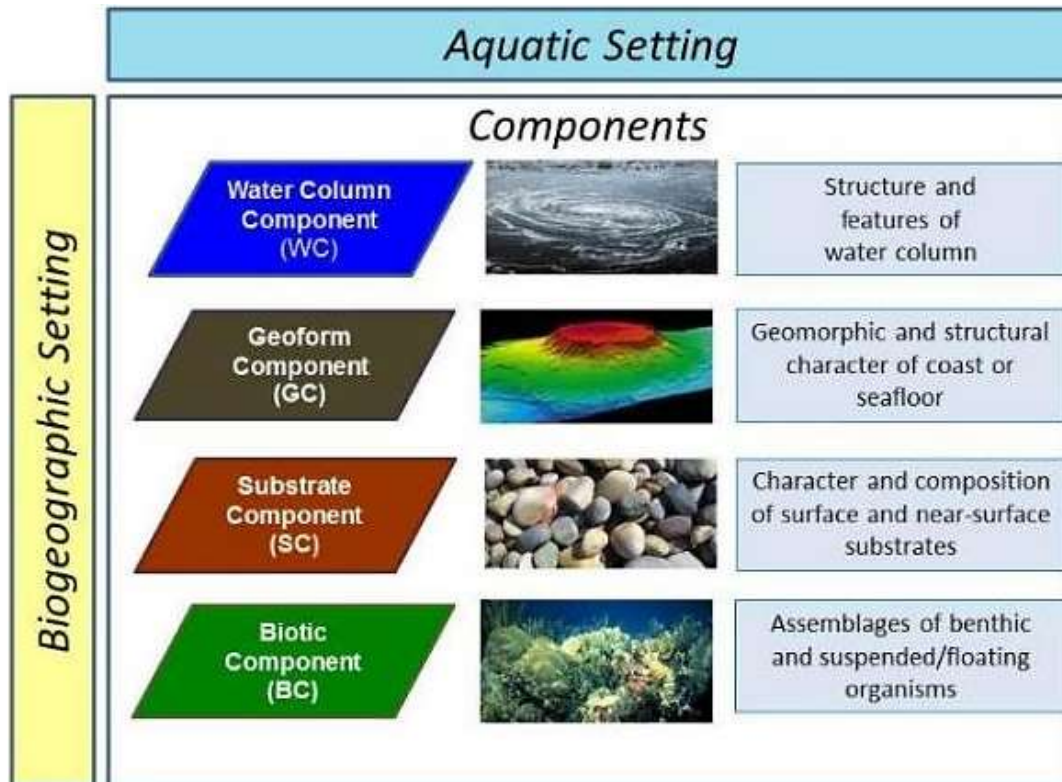 Aquatic Setting
Biogeographic Setting
Components
Water Column
Component
(WC)
Structure and
features of
water column
Geoform
Component
(GC)
Geomorphic and structural
character of coast or
seafloor
Substrate
Component
(SC)
Character and composition
of surface and near-surface
substrates
Biotic
Component
(BC)
Assemblages of benthic
and suspended/floating
organisms